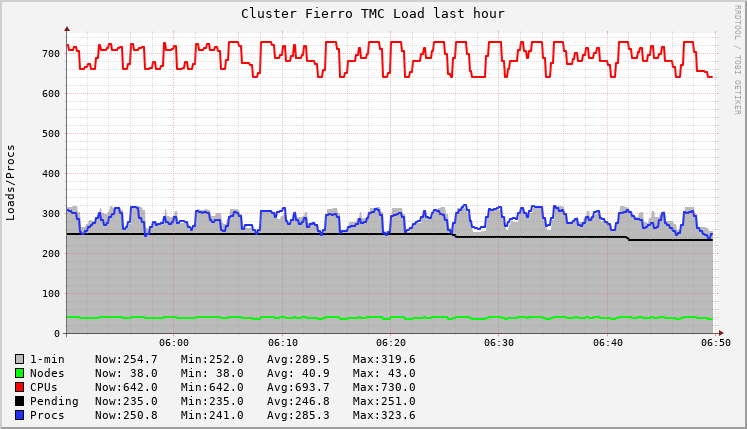 Cluster Fierro TMC Load last hour
RRDTOOL / TOBI OETIKER
Loads/Procs
700
600
500
400
300
200
100
0
06:00 06:10 06:20 06:30 06:40 06:50
1-min Now:254.7 Min:252.0 Avg:289.5 Max:319.6
Nodes Now: 38.0 Min: 38.0 Avg: 40.9 Max: 43.0
CPUs Now:642.0 Min:642.0 Avg:693.7 Max:730.0
Pending Now:235.0 Min:235.0 Avg:246.8 Max:251.0
Procs Now:250.8 Min:241.0 Avg:285.3 Max:323.6